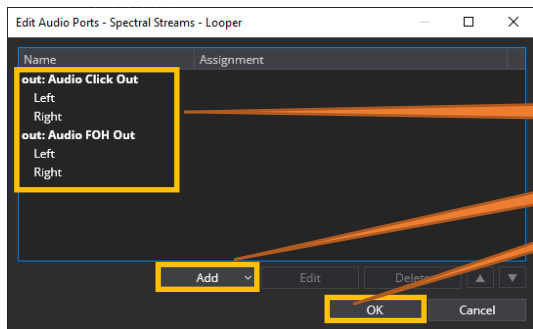 Edit Audio Ports - Spectral Streams - Looper
Name Assignment
out: Audio Click Out
Left
Right
out: Audio FOH Out
Left
Right
Add Edit Delete
OK Cancel